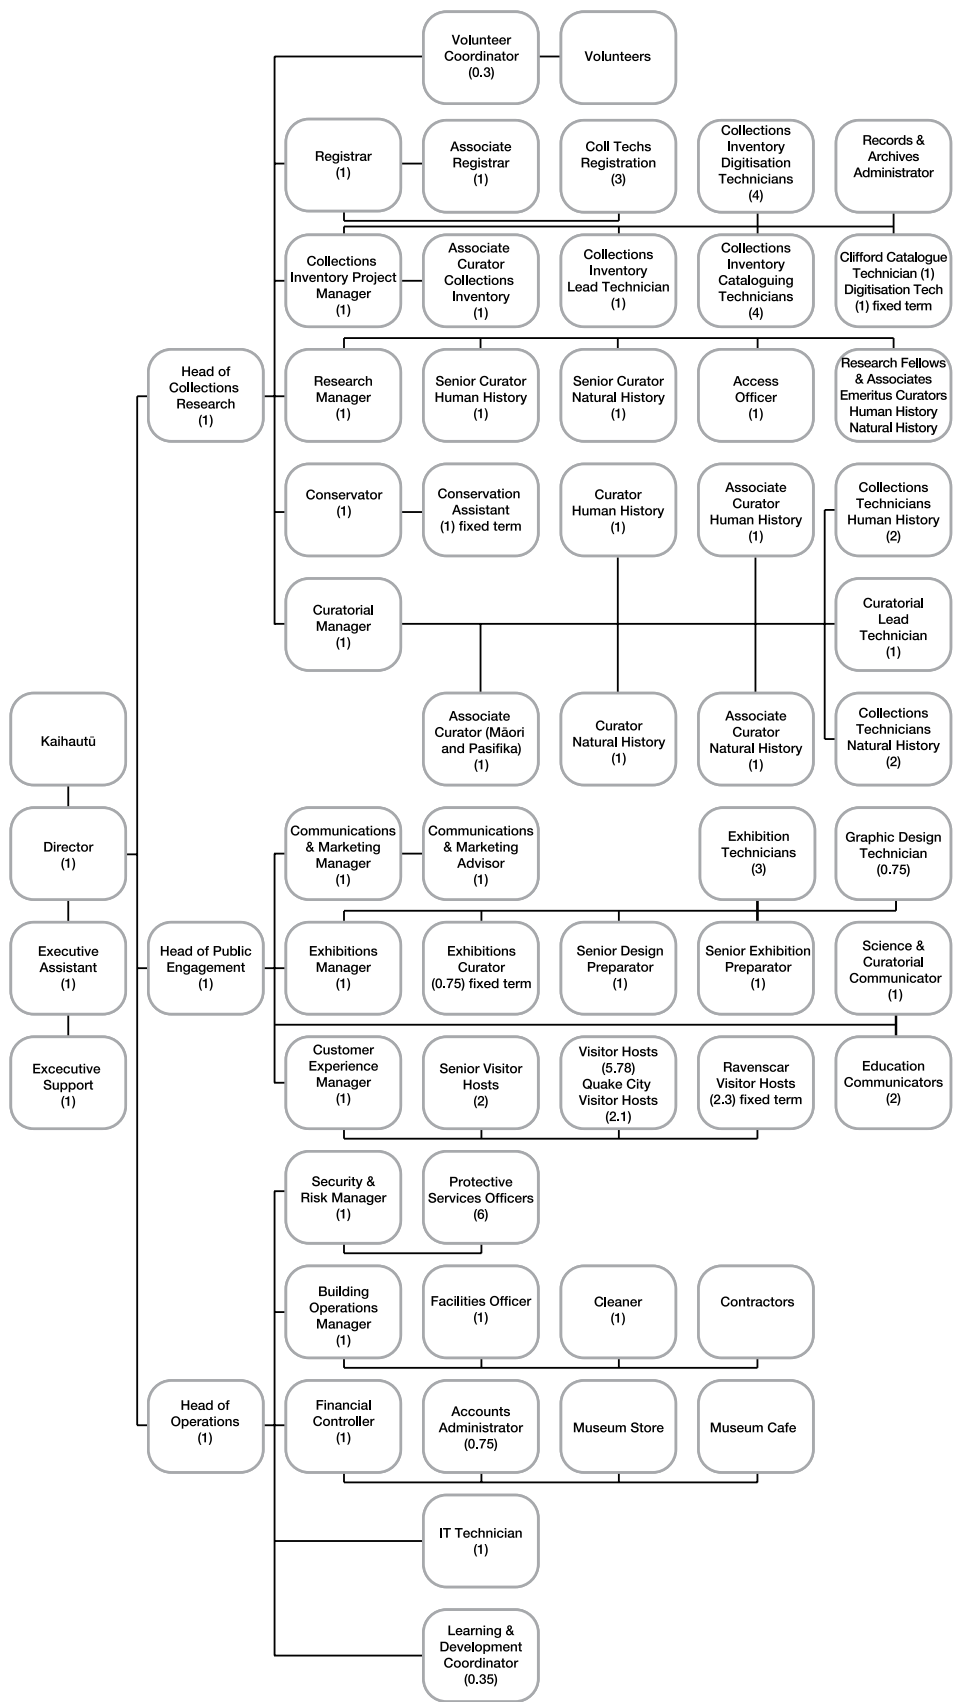 Volunteer
Coordinator
(0.3)
Volunteers
Registrar
(1)
Associate
Registrar
(1)
Coll Techs
Registration
(3)
Collections
Inventory
Digitisation
Technicians
(4)
Records &
Archives
Administrator
Collections
Inventory Project
Manager
(1)
Associate
Curator
Collections
Inventory
(1)
Collections
Inventory
Lead Technician
(1)
Collections
Inventory
Cataloguing
Technicians
(4)
Clifford Catalogue
Technician (1)
Digitisation Tech
(1) fixed term
Head of
Collections
Research
(1)
Research
Manager
(1)
Senior Curator
Human History
(1)
Senior Curator
Natural History
(1)
Access
Officer
(1)
Research Fellows
& Associates
Emeritus Curators
Human History
Natural History
Conservator
(1)
Conservation
Assistant
(1) fixed term
Curator
Human History
(1)
Associate
Curator
Human History
(1)
Collections
Technicians
Human History
(2)
Curatorial
Manager
(1)
Curatorial
Lead
Technician
(1)
Associate
Curator (Māori
and Pasifika)
(1)
Curator
Natural History
(1)
Associate
Curator
Natural History
(1)
Collections
Technicians
Natural History
(2)
Kaihautū
Director
(1)
Communications
& Marketing
Manager
(1)
Communications
& Marketing
Advisor
(1)
Exhibition
Technicians
(3)
Graphic Design
Technician
(0.75)
Executive
Assistant
(1)
Head of Public
Engagement
(1)
Exhibitions
Manager
(1)
Exhibitions
Curator
(0.75) fixed term
Senior Design
Preparator
(1)
Senior Exhibition
Preparator
(1)
Science &
Curatorial
Communicator
(1)
Excecutive
Support
(1)
Customer
Experience
Manager
(1)
Senior Visitor
Hosts
(2)
Visitor Hosts
(5.78)
Quake City
Visitor Hosts
(2.1)
Ravenscar
Visitor Hosts
(2.3) fixed term
Education
Communicators
(2)
Security &
Risk Manager
(1)
Protective
Services Officers
(6)
Building
Operations
Manager
(1)
Facilities Officer
(1)
Cleaner
(1)
Contractors
Head of
Operations
(1)
Financial
Controller
(1)
Accounts
Administrator
(0.75)
Museum Store
Museum Cafe
IT Technician
(1)
Learning &
Development
Coordinator
(0.35)